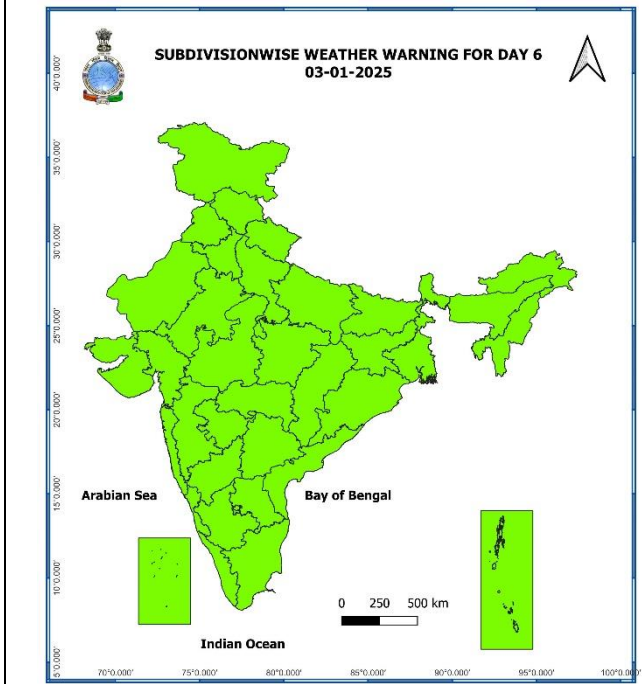 SUBDIVISIONWISE WEATHER WARNING FOR DAY 6
03-01-2025
40°0.000'
35°0.000'
30°0.000'
25°0.000'
20°0.000'
15°0.000'
10°0.000'
5°0.000'
Arabian Sea
Bay of Bengal
0 250 500 km
Indian Ocean
70°0.000' 75°0.000' 80°0.000' 85°0.000' 90°0.000' 95°0.000' 100°0.000'